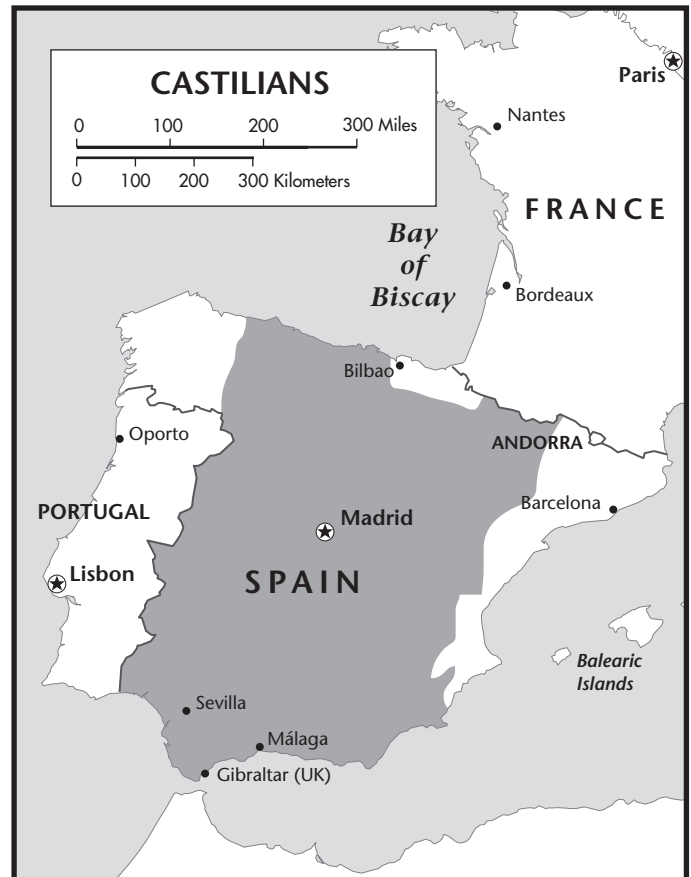 CASTILIANS
0 100 200 300 Miles
0 100 200 300 Kilometers
Paris
Nantes
FRANCE
Bay
of
Biscay
Bordeaux
Bilbao
Oporto
ANDORRA
PORTUGAL
Barcelona
Madrid
Lisbon
SPAIN
Balearic
Islands
Sevilla
Málaga
Gibraltar (UK)